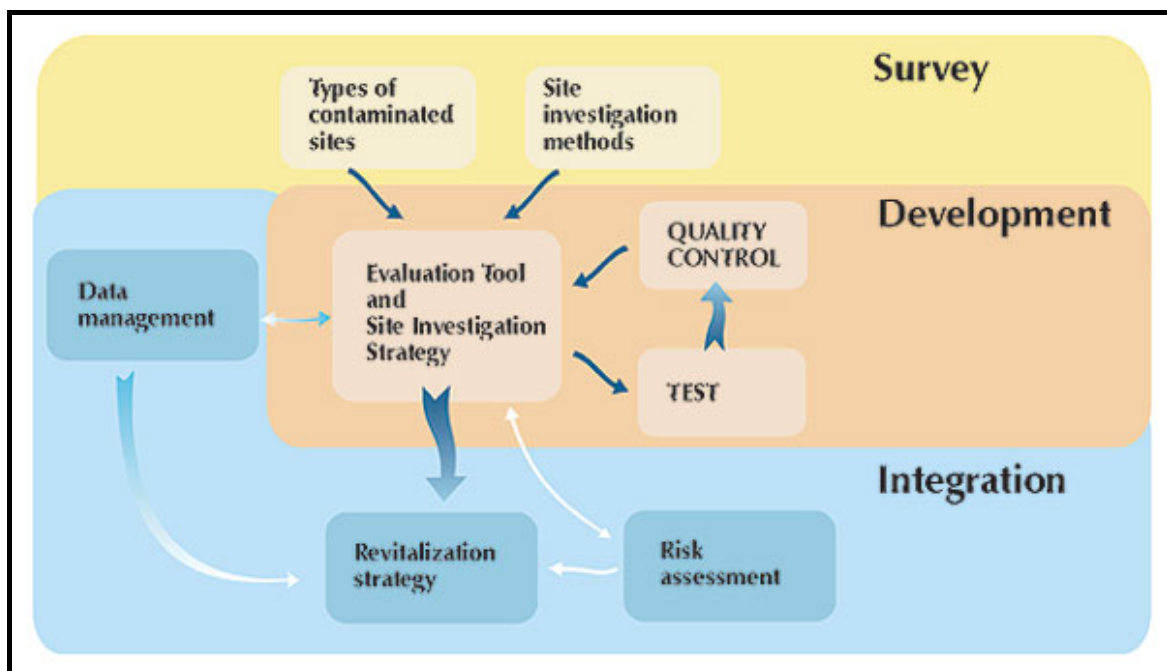 Survey
Types of
contaminated
sites
Site
investigation
methods
Development
QUALITY
CONTROL
Evaluation Tool
and
Site Investigation
Strategy
Data
management
TEST
Integration
Revitalization
strategy
Risk
assessment